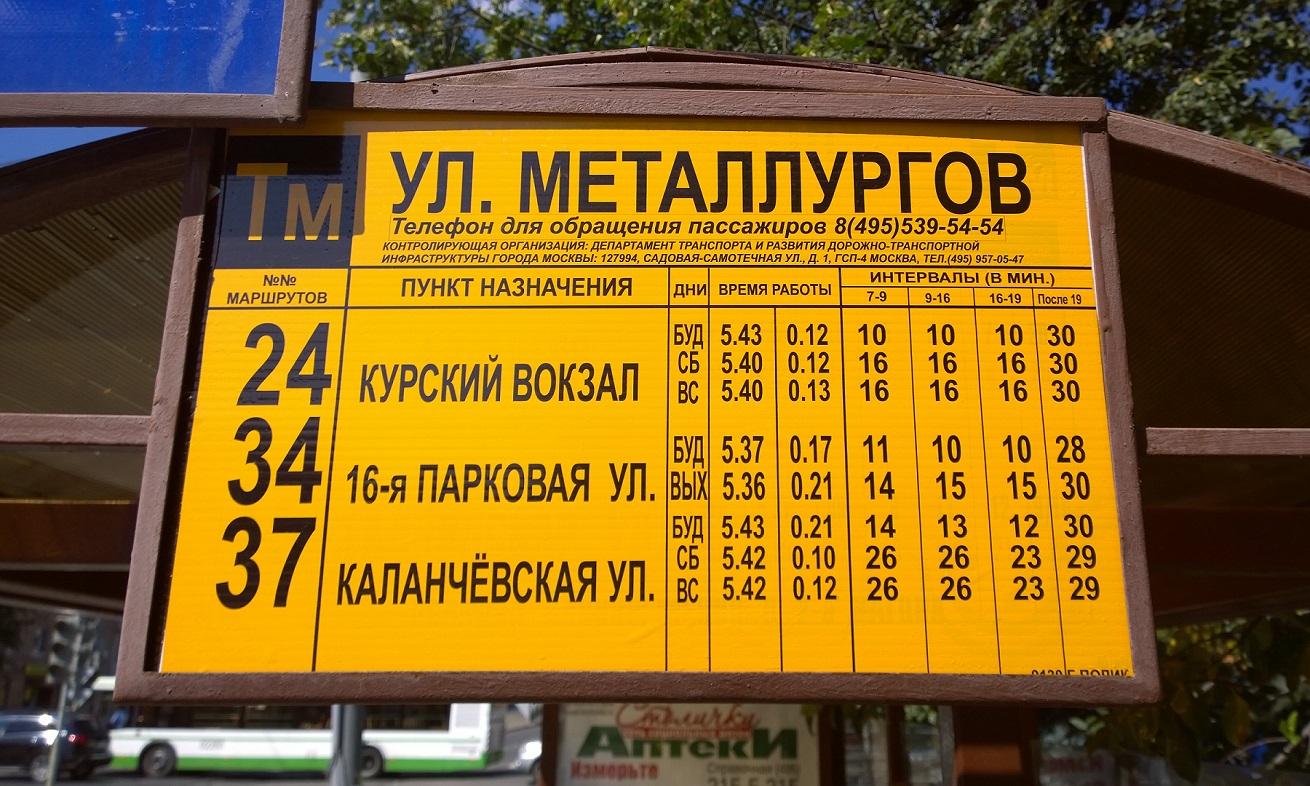 Тм
УЛ. МЕТАЛЛУРГОВ
Телефон для обращения пассажиров 8(495)539-54-54
КОНТРОЛИРУЮЩАЯ ОРГАНИЗАЦИЯ: ДЕПАРТАМЕНТ ТРАНСПОРТА И РАЗВИТИЯ ДОРОЖНО-ТРАНСПОРТНОЙ
ИНФРАСТРУКТУРЫ ГОРОДА МОСКВЫ: 127994, САДОВАЯ-САМОТЕЧНАЯ УЛ., Д. 1, ГСП-4 МОСКВА, ТЕЛ.(495) 957-05-47
№№ МАРШРУТОВ ПУНКТ НАЗНАЧЕНИЯ ДНИ ВРЕМЯ РАБОТЫ ИНТЕРВАЛЫ (В МИН.)
7-9 9-16 16-19 После 19
24 КУРСКИЙ ВОКЗАЛ БУД 5.43 0.12 10 10 10 30
СБ 5.40 0.12 16 16 16 30
ВС 5.40 0.13 16 16 16 30
34 16-я ПАРКОВАЯ УЛ. БУД 5.37 0.17 11 10 10 28
ВЫХ 5.36 0.21 14 15 15 30
37 КАЛАНЧЁВСКАЯ УЛ. БУД 5.43 0.21 14 13 12 30
СБ 5.42 0.10 26 26 23 29
ВС 5.42 0.12 26 26 23 29
Столички
Аптеки
Измерьте Справочная (495)